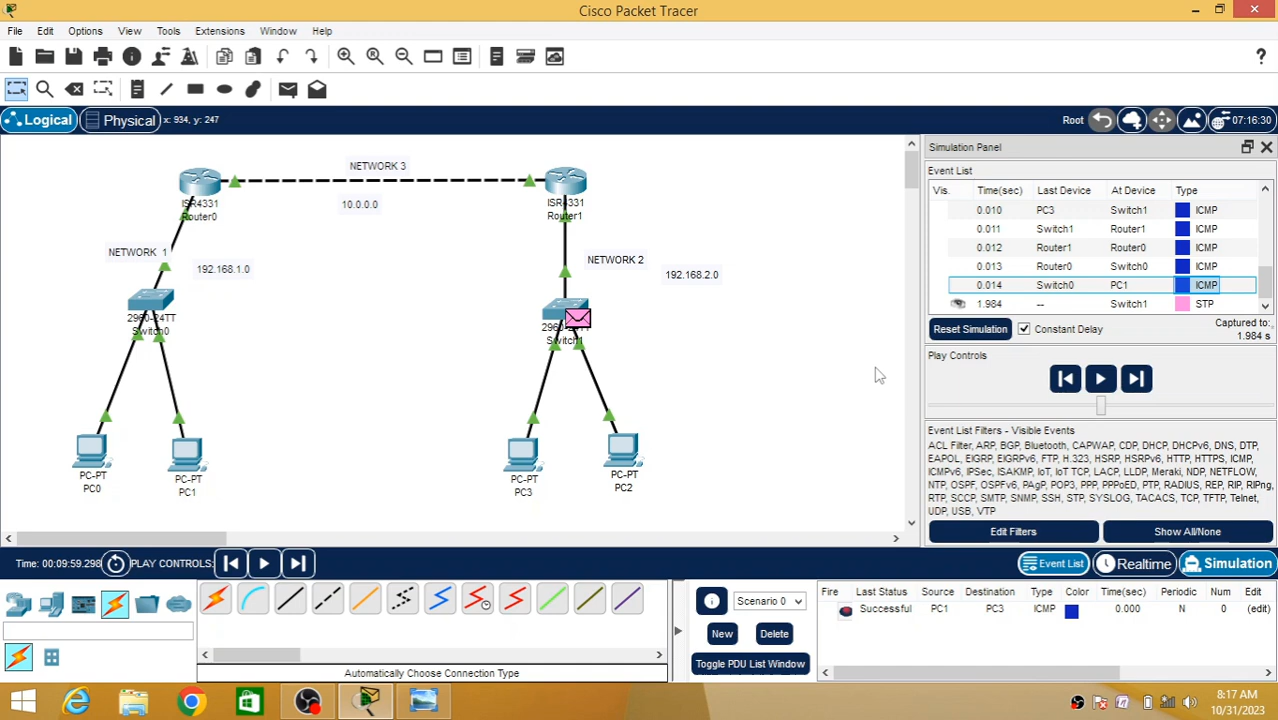 Cisco Packet Tracer
File Edit Options View Tools Extensions Window Help
Logical Physical x: 934, y: 247 Root 07:16:30
Simulation Panel
Event List
Vis. Time(sec) Last Device At Device Type
0.010 PC3 Switch1 ICMP
0.011 Switch1 Router1 ICMP
0.012 Router1 Router0 ICMP
0.013 Router0 Switch0 ICMP
0.014 Switch0 PC1 ICMP
1.984 -- Switch1 STP
Reset Simulation Constant Delay Captured to:
1.984 s
Play Controls
Event List Filters - Visible Events
ACL Filter, ARP, BGP, Bluetooth, CAPWAP, CDP, DHCP, DHCPv6, DNS, DTP,
EAPOL, EIGRP, EIGRPv6, FTP, H.323, HSRP, HSRPv6, HTTP, HTTPS, ICMP,
ICMPv6, IPSec, ISAKMP, IoT, IoT TCP, LACP, LLDP, Meraki, NDP, NETFLOW,
NTP, OSPF, OSPFv6, PAgP, POP3, PPP, PPPoED, PTP, RADIUS, REP, RIP, RIPng,
RTP, SCCP, SMTP, SNMP, SSH, STP, SYSLOG, TACACS, TCP, TFTP, Telnet,
UDP, USB, VTP
Edit Filters Show All/None
NETWORK 3
10.0.0.0
ISR4331
Router0
ISR4331
Router1
NETWORK 1
192.168.1.0
NETWORK 2
192.168.2.0
2960-24TT
Switch0
Switch1
PC-PT
PC0
PC-PT
PC1
PC-PT
PC3
PC-PT
PC2
Time: 00:09:59.298 PLAY CONTROLS: Event List Realtime Simulation
Scenario 0
New Delete
Toggle PDU List Window
Fire Last Status Source Destination Type Color Time(sec) Periodic Num Edit
Successful PC1 PC3 ICMP 0.000 N 0 (edit)
Automatically Choose Connection Type
8:17 AM
10/31/2023